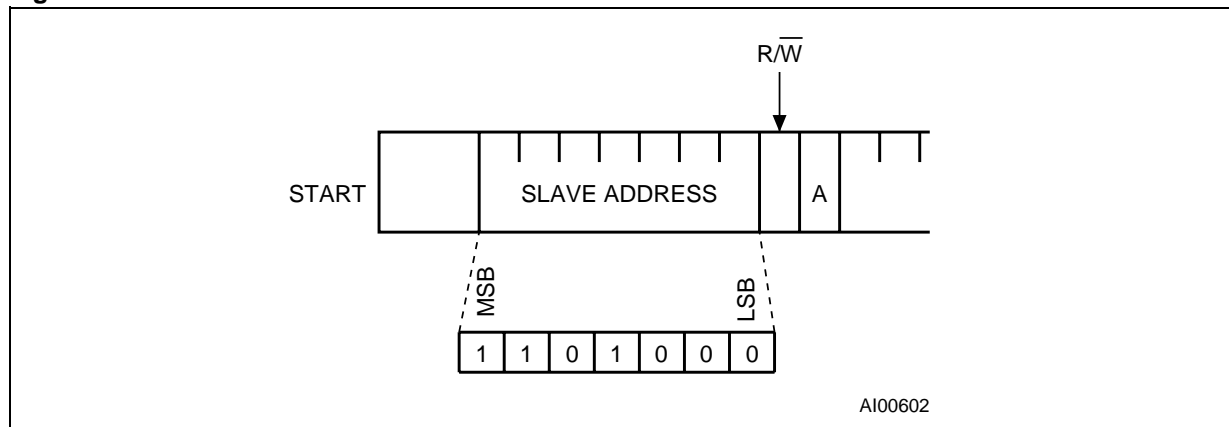 R/W̅
START
SLAVE ADDRESS
A
MSB
LSB
1 1 0 1 0 0 0
AI00602